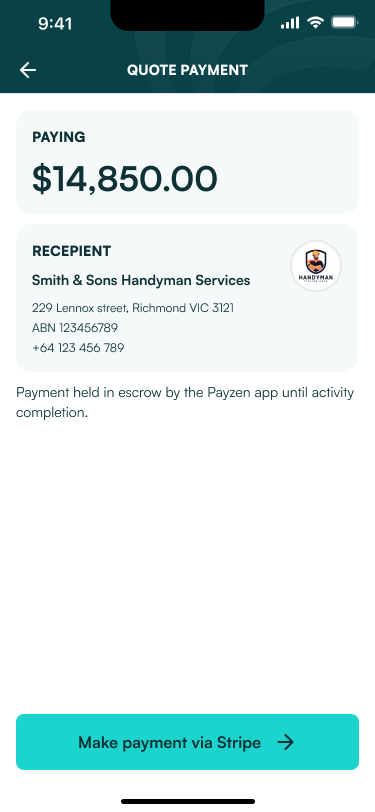 9:41
QUOTE PAYMENT
PAYING
$14,850.00
RECEPIENT
Smith & Sons Handyman Services
229 Lennox street, Richmond VIC 3121
ABN 123456789
+64 123 456 789
HANDYMAN
Payment held in escrow by the Payzen app until activity
completion.
Make payment via Stripe